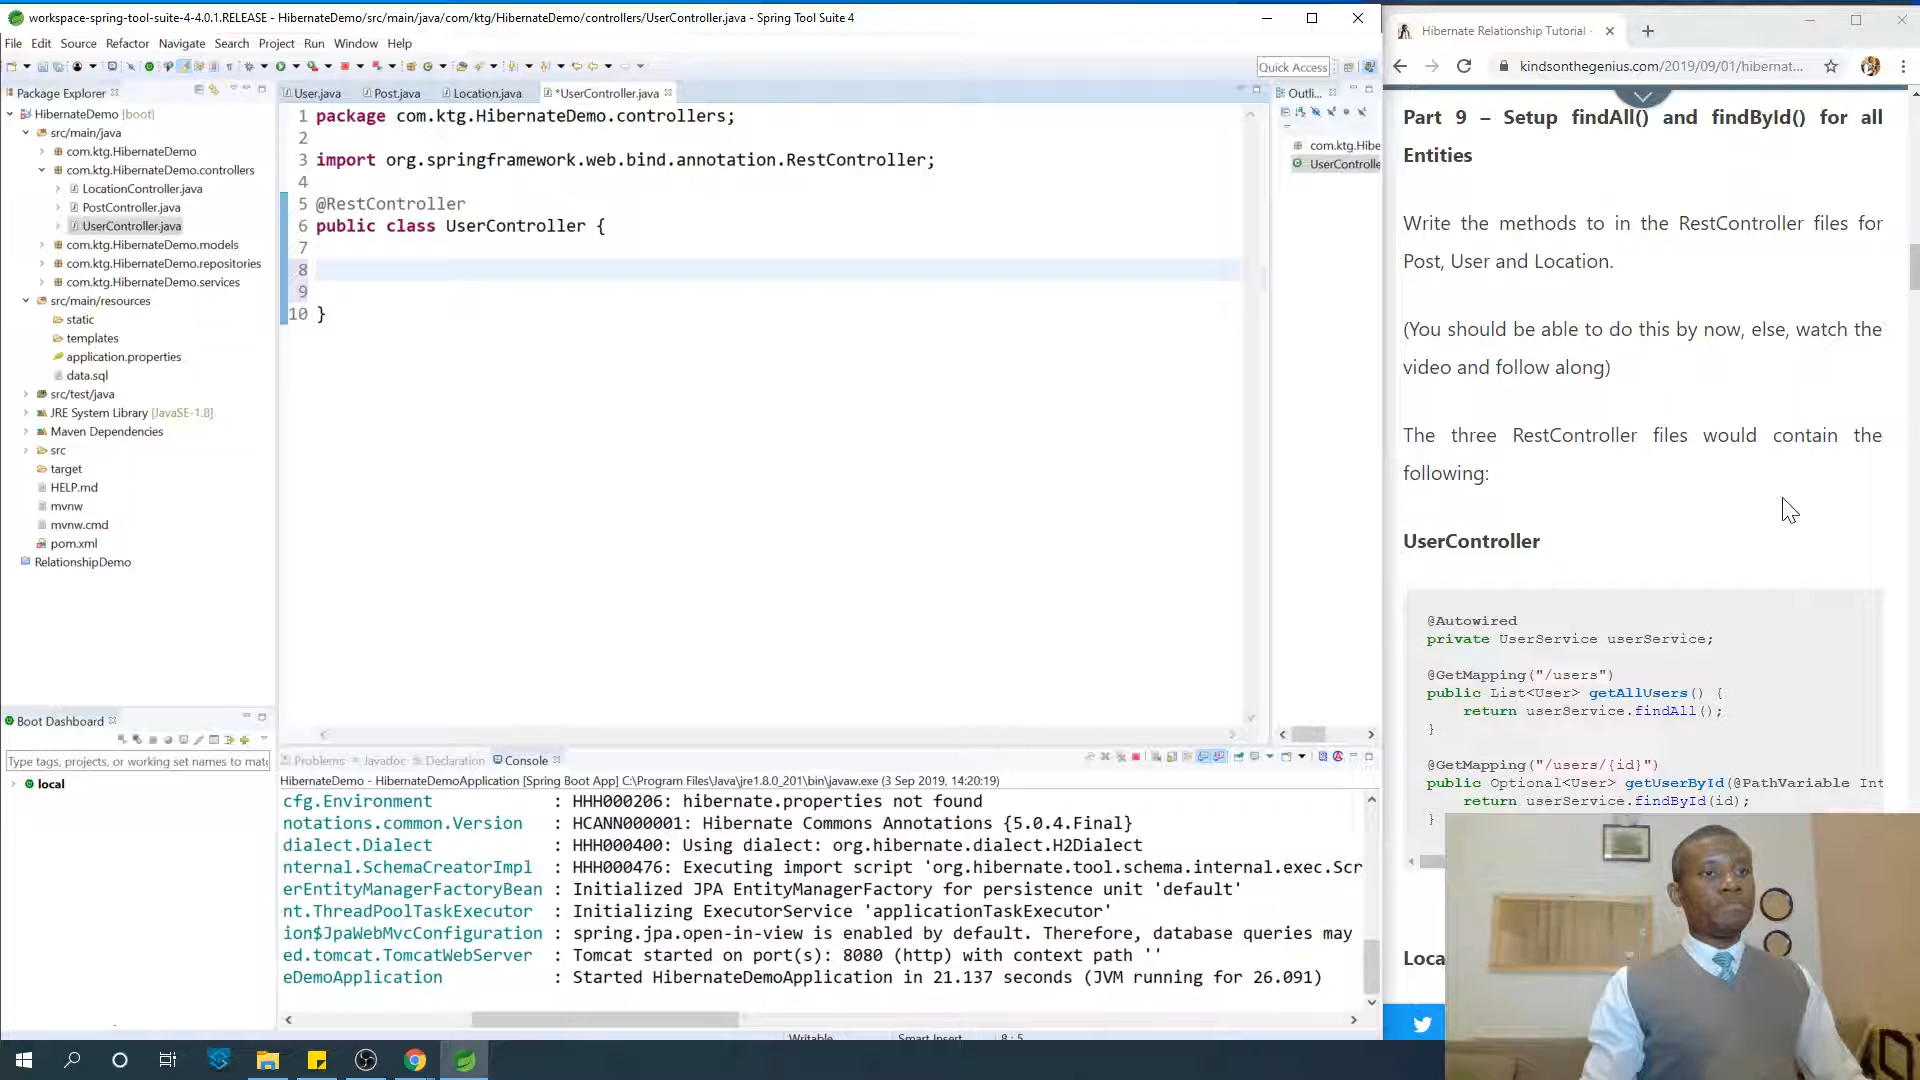 workspace-spring-tool-suite-4-4.0.1.RELEASE - HibernateDemo/src/main/java/com/ktg/HibernateDemo/controllers/UserController.java - Spring Tool Suite 4
File Edit Source Refactor Navigate Search Project Run Window Help
Quick Access
Package Explorer
HibernateDemo [boot]
src/main/java
com.ktg.HibernateDemo
com.ktg.HibernateDemo.controllers
LocationController.java
PostController.java
UserController.java
com.ktg.HibernateDemo.models
com.ktg.HibernateDemo.repositories
com.ktg.HibernateDemo.services
src/main/resources
static
templates
application.properties
data.sql
src/test/java
JRE System Library [JavaSE-1.8]
Maven Dependencies
src
target
HELP.md
mvnw
mvnw.cmd
pom.xml
RelationshipDemo
Boot Dashboard
Type tags, projects, or working set names to mat
local
User.java Post.java Location.java *UserController.java
1 package com.ktg.HibernateDemo.controllers;
2
3 import org.springframework.web.bind.annotation.RestController;
4
5 @RestController
6 public class UserController {
7
8
9
10 }
Outli...
com.ktg.Hibe
UserControlle
Problems Javadoc Declaration Console
HibernateDemo - HibernateDemoApplication [Spring Boot App] C:\Program Files\Java\jre1.8.0_201\bin\javaw.exe (3 Sep 2019, 14:20:19)
cfg.Environment : HHH000206: hibernate.properties not found
notations.common.Version : HCANN000001: Hibernate Commons Annotations {5.0.4.Final}
dialect.Dialect : HHH000400: Using dialect: org.hibernate.dialect.H2Dialect
nternal.SchemaCreatorImpl : HHH000476: Executing import script 'org.hibernate.tool.schema.internal.exec.Scr
erEntityManagerFactoryBean : Initialized JPA EntityManagerFactory for persistence unit 'default'
nt.ThreadPoolTaskExecutor : Initializing ExecutorService 'applicationTaskExecutor'
ion$JpaWebMvcConfiguration : spring.jpa.open-in-view is enabled by default. Therefore, database queries may
ed.tomcat.TomcatWebServer : Tomcat started on port(s): 8080 (http) with context path ''
eDemoApplication : Started HibernateDemoApplication in 21.137 seconds (JVM running for 26.091)
Writable Smart Insert 8 : 5
Hibernate Relationship Tutorial
kindsonthegenius.com/2019/09/01/hibernat...
Part 9 – Setup findAll() and findById() for all
Entities
Write the methods to in the RestController files for
Post, User and Location.
(You should be able to do this by now, else, watch the
video and follow along)
The three RestController files would contain the
following:
UserController
@Autowired
private UserService userService;
@GetMapping("/users")
public List<User> getAllUsers() {
return userService.findAll();
}
@GetMapping("/users/{id}")
public Optional<User> getUserById(@PathVariable Int
return userService.findById(id);
}
Loca